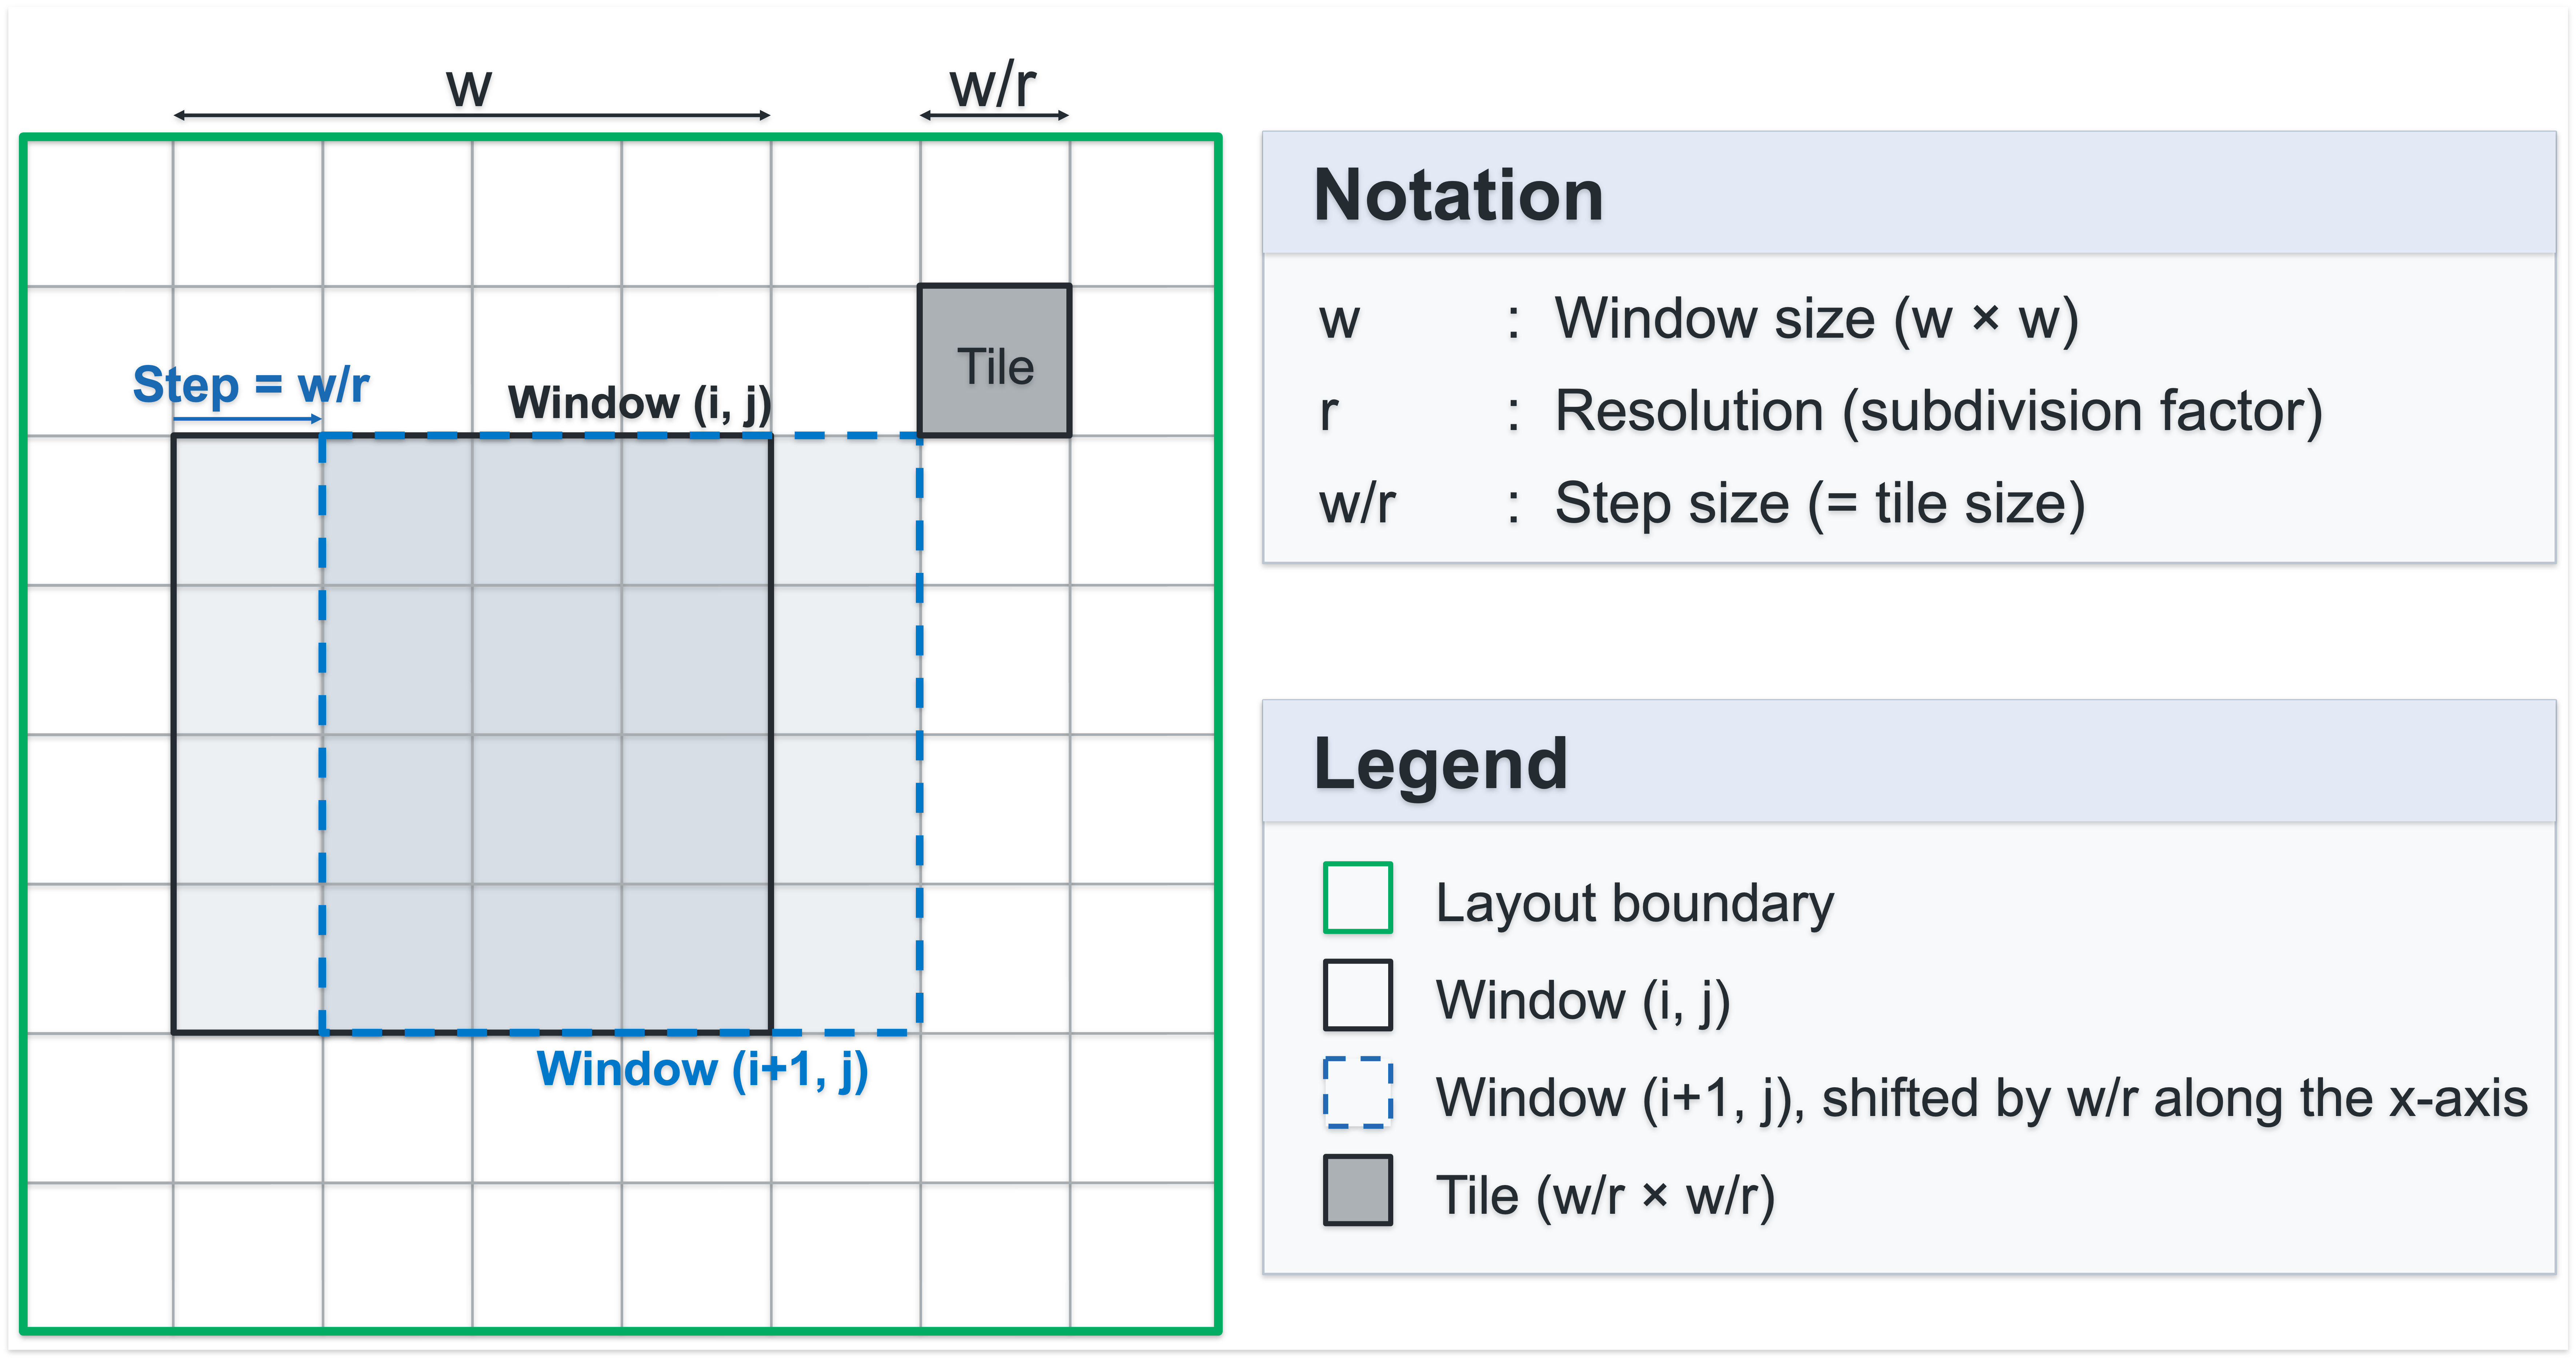 w
w/r
Tile
Step = w/r
Window (i, j)
Window (i+1, j)
Notation
w : Window size (w × w)
r : Resolution (subdivision factor)
w/r : Step size (= tile size)
Legend
Layout boundary
Window (i, j)
Window (i+1, j), shifted by w/r along the x-axis
Tile (w/r × w/r)